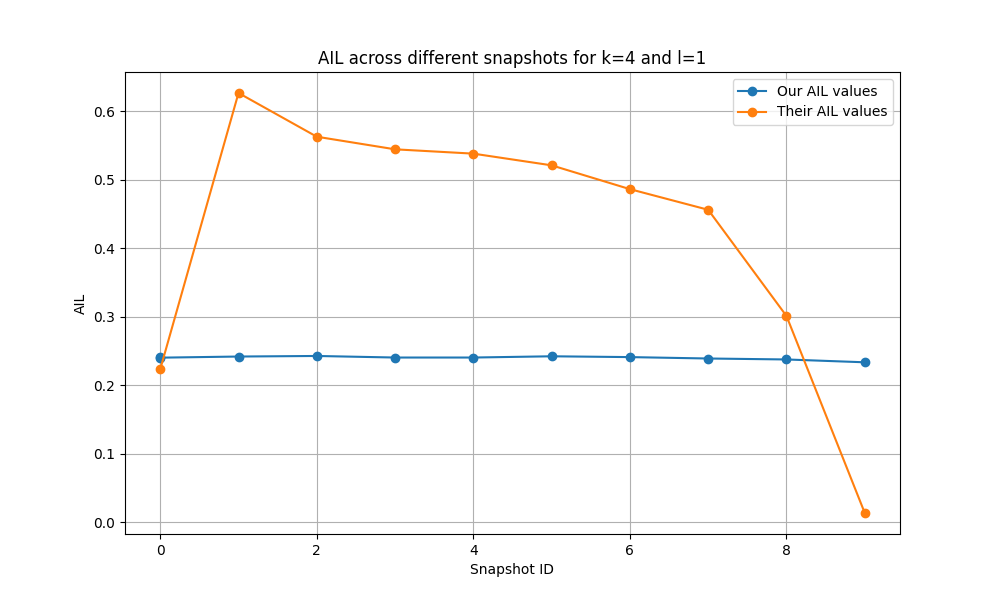 AIL across different snapshots for k=4 and l=1
Our AIL values
Their AIL values
0.6
0.5
0.4
0.3
0.2
0.1
0.0
AIL
0 2 4 6 8
Snapshot ID